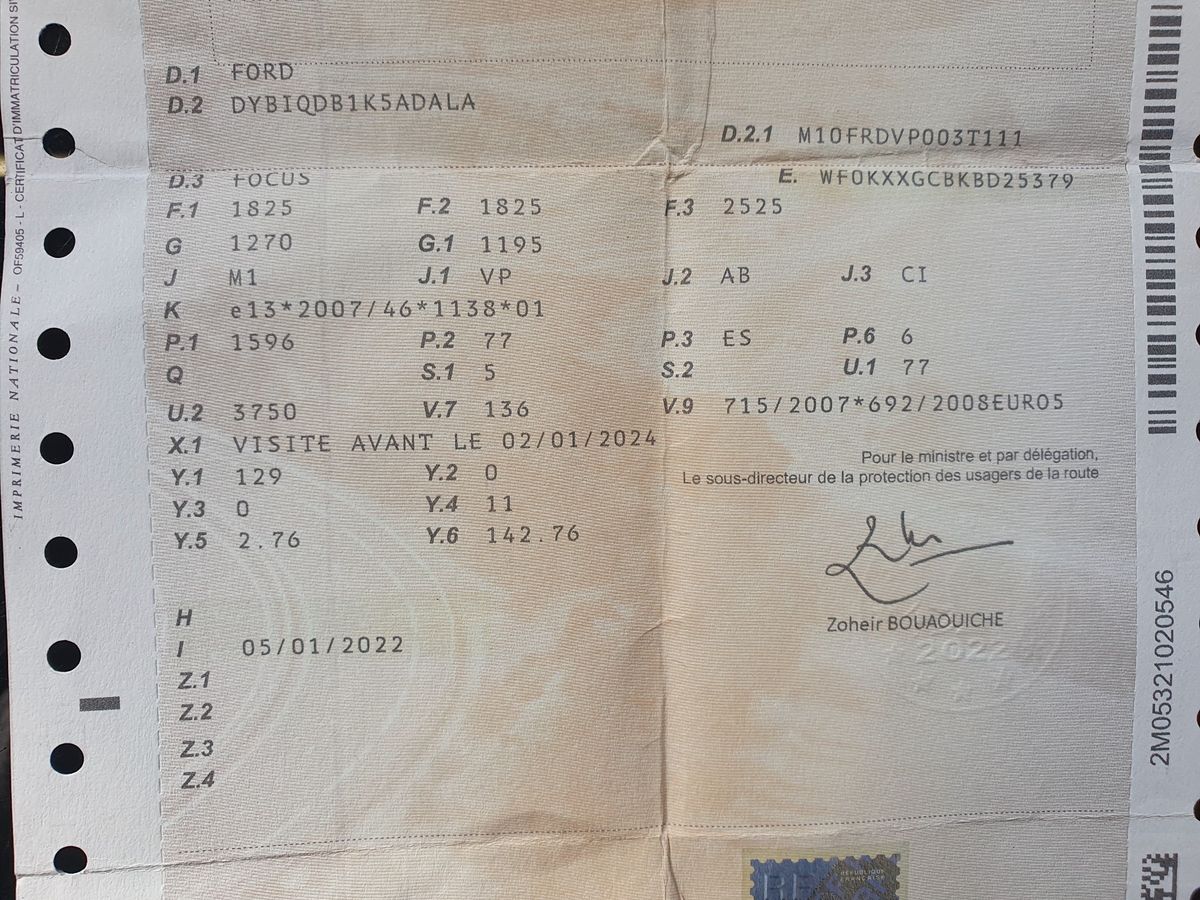 D.1 FORD
D.2 DYBIQDB1K5ADALA
D.2.1 M10FRDVP003T111
D.3 FOCUS
E. WF0KXXGCBKBD25379
F.1 1825 F.2 1825 F.3 2525
G 1270 G.1 1195
J M1 J.1 VP J.2 AB J.3 CI
K e13*2007/46*1138*01
P.1 1596 P.2 77 P.3 ES P.6 6
Q S.1 5 S.2 U.1 77
U.2 3750 V.7 136 V.9 715/2007*692/2008EURO5
X.1 VISITE AVANT LE 02/01/2024
Pour le ministre et par délégation,
Le sous-directeur de la protection des usagers de la route
Y.1 129 Y.2 0
Y.3 0 Y.4 11
Y.5 2.76 Y.6 142.76
Zoheir BOUAOUICHE
H
I 05/01/2022
2022
Z.1
Z.2
Z.3
Z.4
RÉPUBLIQUE
FRANÇAISE
RF
IMPRIMERIE NATIONALE – OF59405 - L - CERTIFICAT D'IMMATRICULATION
2M05321020546